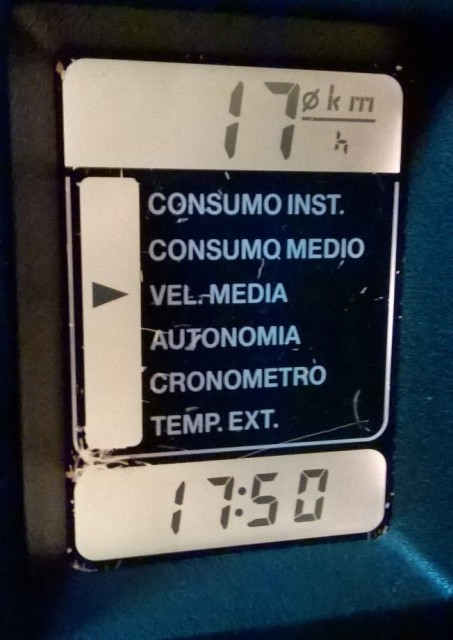 17 ø km
h
CONSUMO INST.
CONSUMO MEDIO
VEL. MEDIA
AUTONOMIA
CRONOMETRO
TEMP. EXT.
17:50